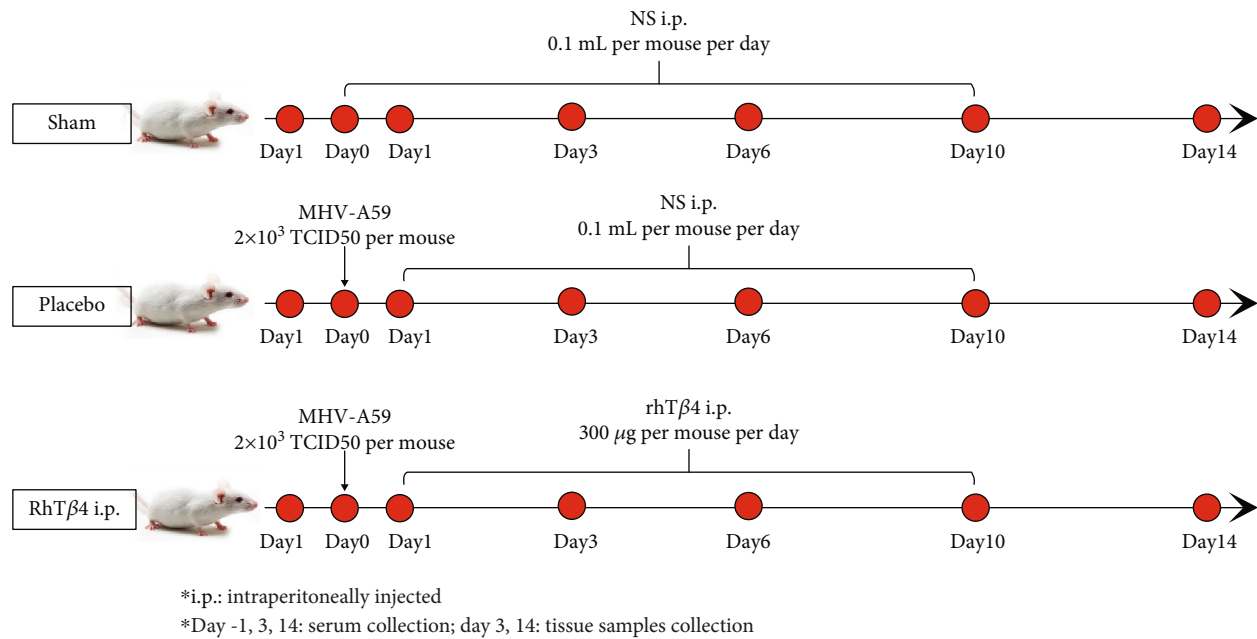 NS i.p.
0.1 mL per mouse per day
Sham
Day1 Day0 Day1 Day3 Day6 Day10 Day14
MHV-A59
2×10³ TCID50 per mouse
NS i.p.
0.1 mL per mouse per day
Placebo
Day1 Day0 Day1 Day3 Day6 Day10 Day14
MHV-A59
2×10³ TCID50 per mouse
rhTβ4 i.p.
300 μg per mouse per day
RhTβ4 i.p.
Day1 Day0 Day1 Day3 Day6 Day10 Day14
*i.p.: intraperitoneally injected
*Day -1, 3, 14: serum collection; day 3, 14: tissue samples collection